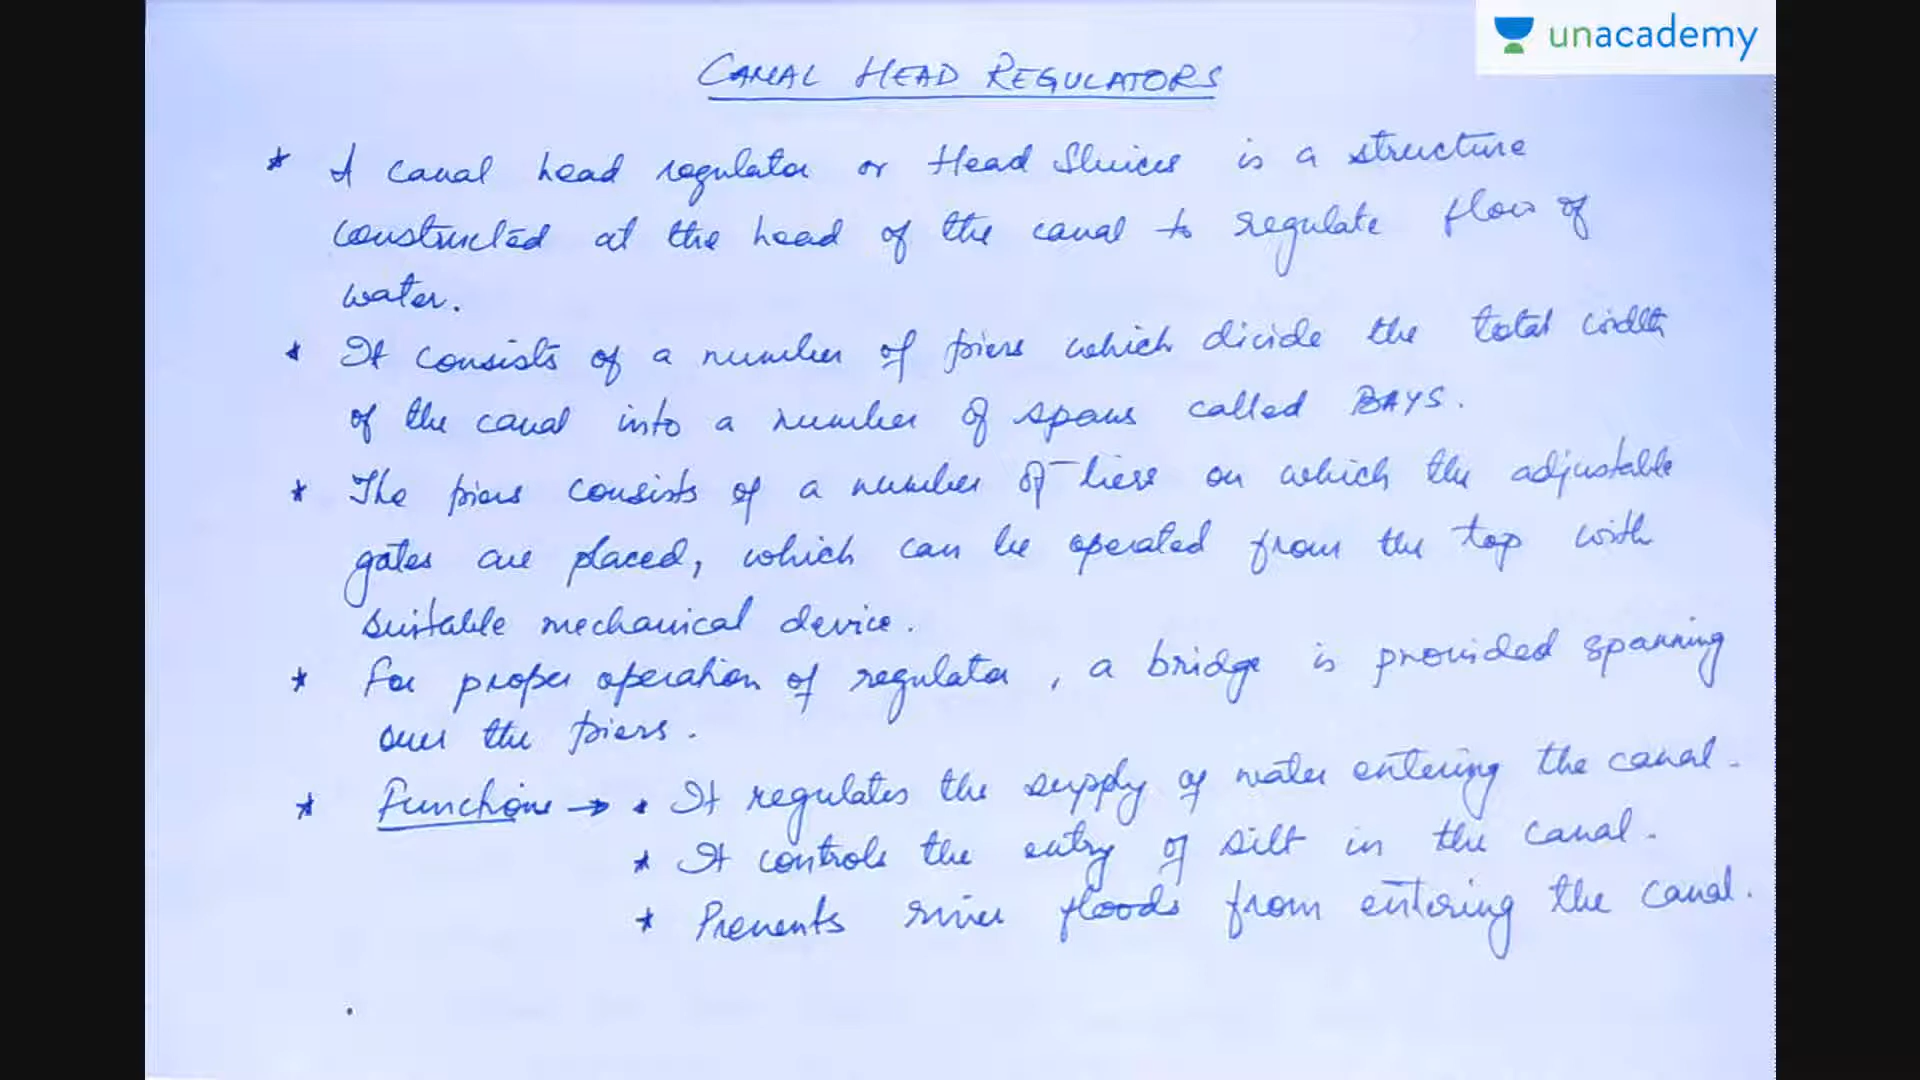 unacademy
CANAL HEAD REGULATORS
* A canal head regulator or Head Sluices is a structure
constructed at the head of the canal to regulate flow of
water.
* It consists of a number of piers which divide the total width
of the canal into a number of spans called BAYS.
* The piers consists of a number of tiers on which the adjustable
gates are placed, which can be operated from the top with
suitable mechanical device.
* For proper operation of regulator, a bridge is provided spanning
over the piers.
* Functions → * It regulates the supply of water entering the canal.
* It controls the entry of silt in the canal.
* Prevents river floods from entering the canal.